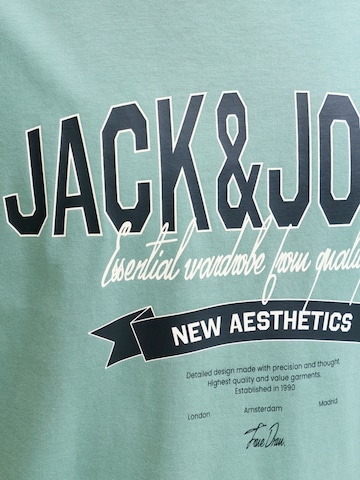 JACK&JO
Essential wardrobe from quali
NEW AESTHETICS
Detailed design made with precision and thought.
Highest quality and value garments.
Established in 1990
London Amsterdam Madrid